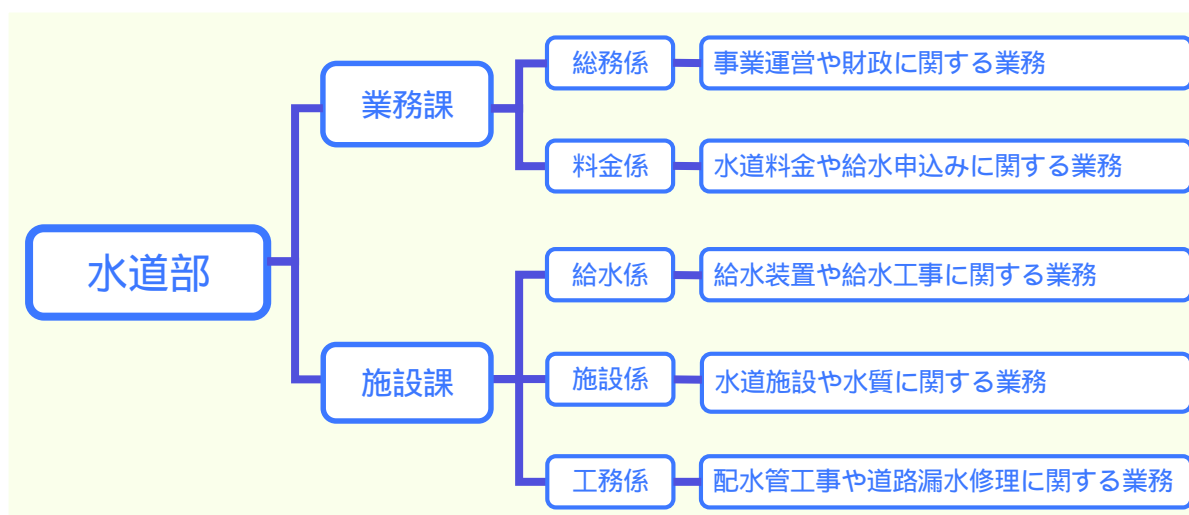 水道部
業務課
総務係
事業運営や財政に関する業務
料金係
水道料金や給水申込みに関する業務
施設課
給水係
給水装置や給水工事に関する業務
施設係
水道施設や水質に関する業務
工務係
配水管工事や道路漏水修理に関する業務